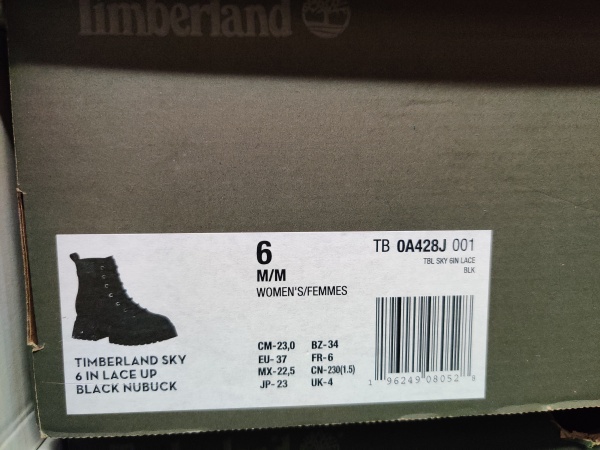 Timberland
6
M/M
WOMEN'S/FEMMES
TB 0A428J 001
TBL SKY 6IN LACE
BLK
CM-23,0 BZ-34
EU- 37 FR-6
MX-22,5 CN-230(1.5)
JP-23 UK-4
1 96249 08052 8
TIMBERLAND SKY
6 IN LACE UP
BLACK NUBUCK